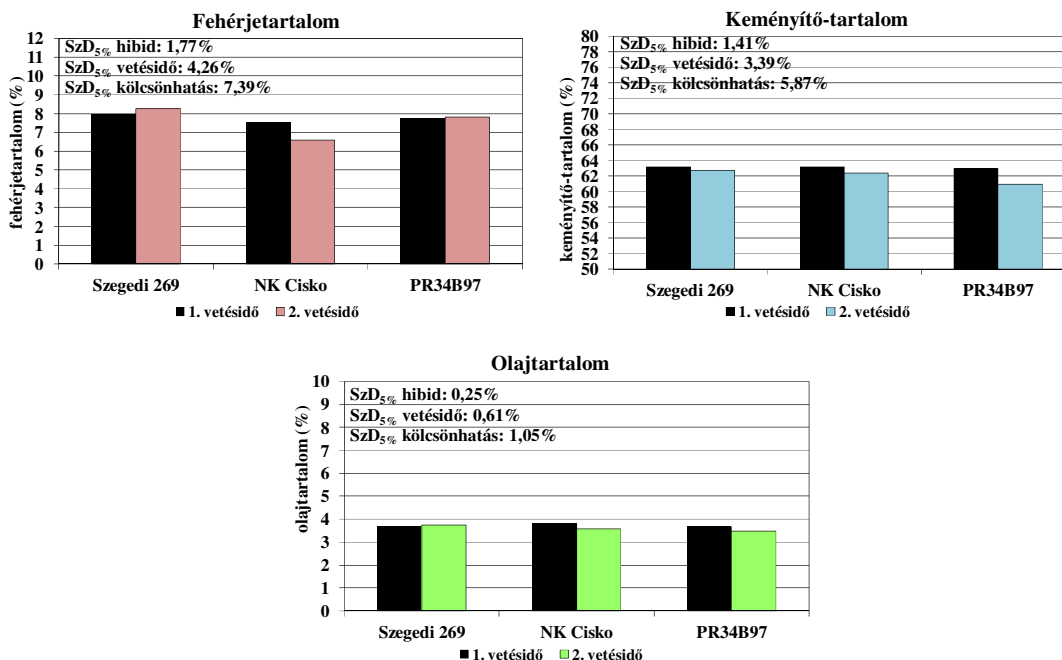 Fehérjetartalom
SzD5% hibid: 1,77%
SzD5% vetésidő: 4,26%
SzD5% kölcsönhatás: 7,39%
fehérjetartalom (%)
12
11
10
9
8
7
6
5
4
3
2
1
0
Szegedi 269 NK Cisko PR34B97
1. vetésidő 2. vetésidő
Keményítő-tartalom
SzD5% hibid: 1,41%
SzD5% vetésidő: 3,39%
SzD5% kölcsönhatás: 5,87%
keményítő-tartalom (%)
80
78
76
74
72
70
68
66
64
62
60
58
56
54
52
50
Szegedi 269 NK Cisko PR34B97
1. vetésidő 2. vetésidő
Olajtartalom
SzD5% hibid: 0,25%
SzD5% vetésidő: 0,61%
SzD5% kölcsönhatás: 1,05%
olajtartalom (%)
10
9
8
7
6
5
4
3
2
1
0
Szegedi 269 NK Cisko PR34B97
1. vetésidő 2. vetésidő